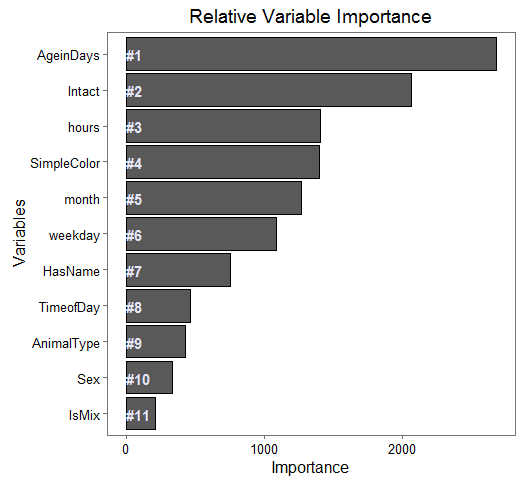 Relative Variable Importance
Variables
AgeinDays #1
Intact #2
hours #3
SimpleColor #4
month #5
weekday #6
HasName #7
TimeofDay #8
AnimalType #9
Sex #10
IsMix #11
0 1000 2000
Importance